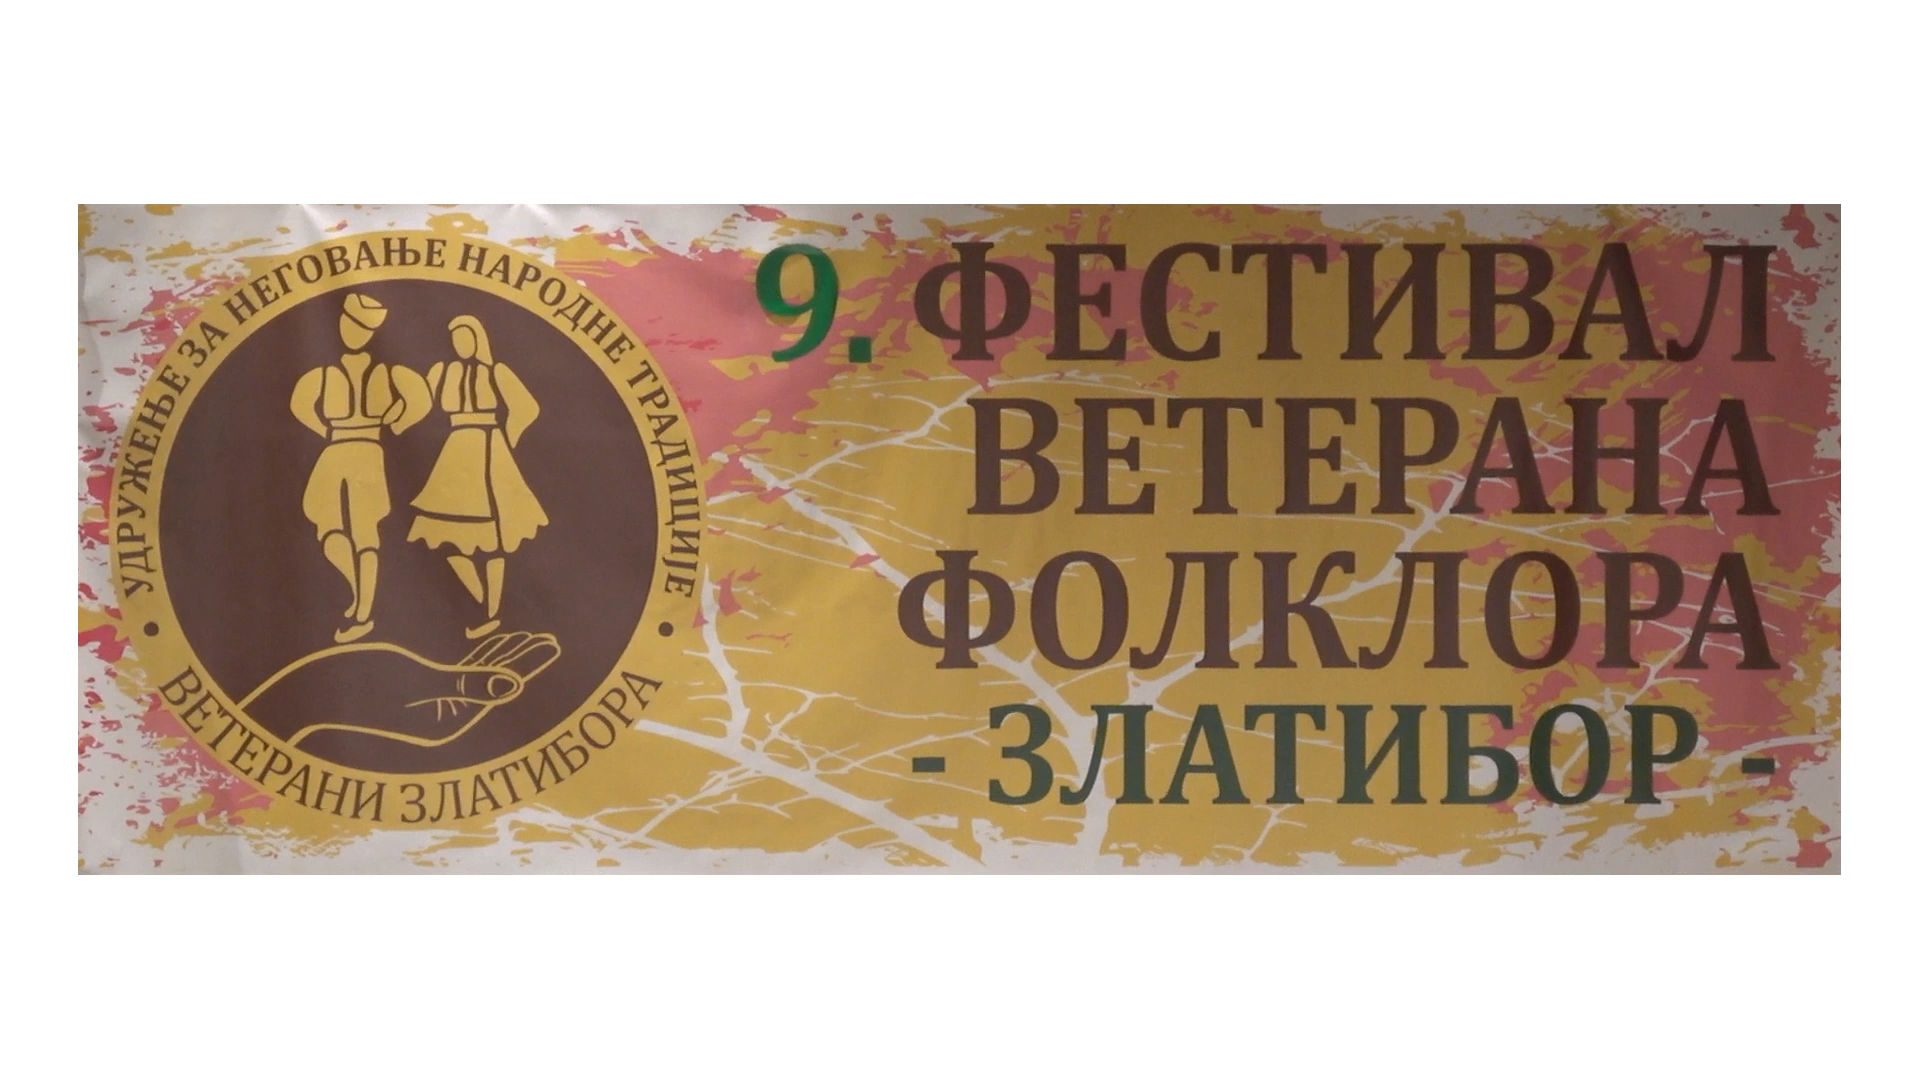 УДРУЖЕЊЕ ЗА НЕГОВАЊЕ НАРОДНЕ ТРАДИЦИЈЕ
ВЕТЕРАНИ ЗЛАТИБОРА
9. ФЕСТИВАЛ
ВЕТЕРАНА
ФОЛКЛОРА
- ЗЛАТИБОР -